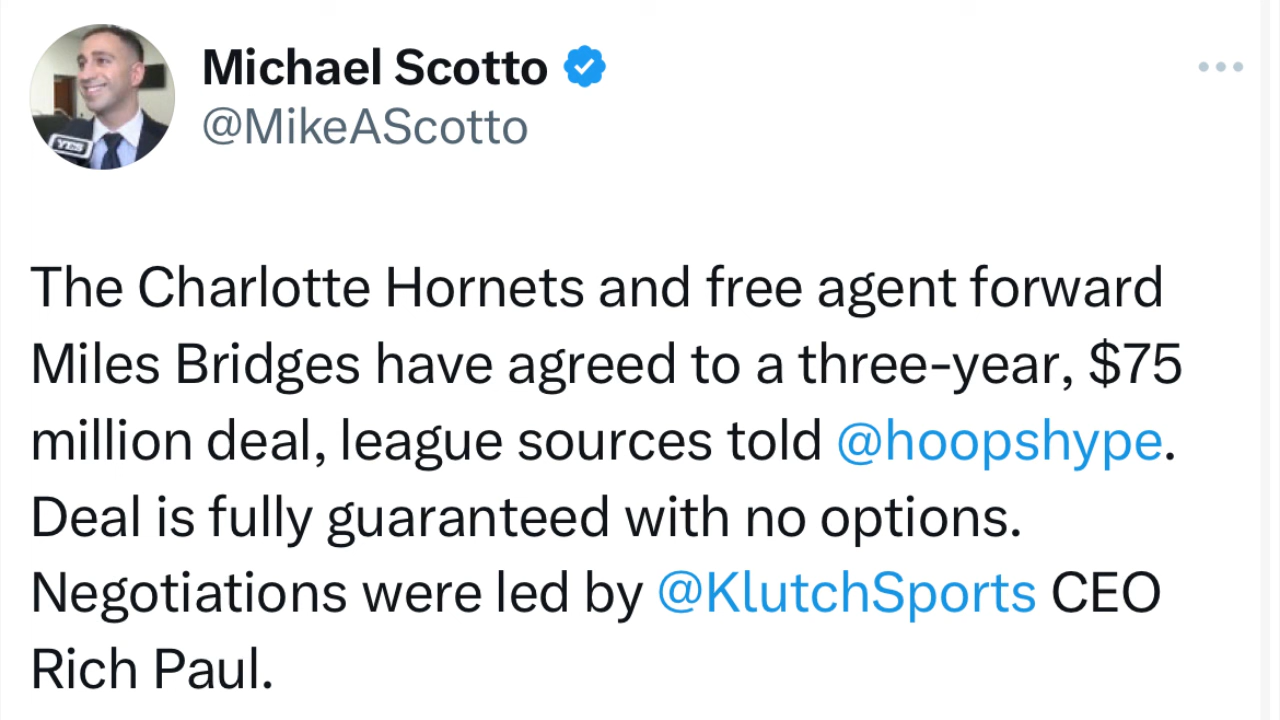 Michael Scotto
@MikeAScotto
YES
The Charlotte Hornets and free agent forward
Miles Bridges have agreed to a three-year, $75
million deal, league sources told @hoopshype.
Deal is fully guaranteed with no options.
Negotiations were led by @KlutchSports CEO
Rich Paul.